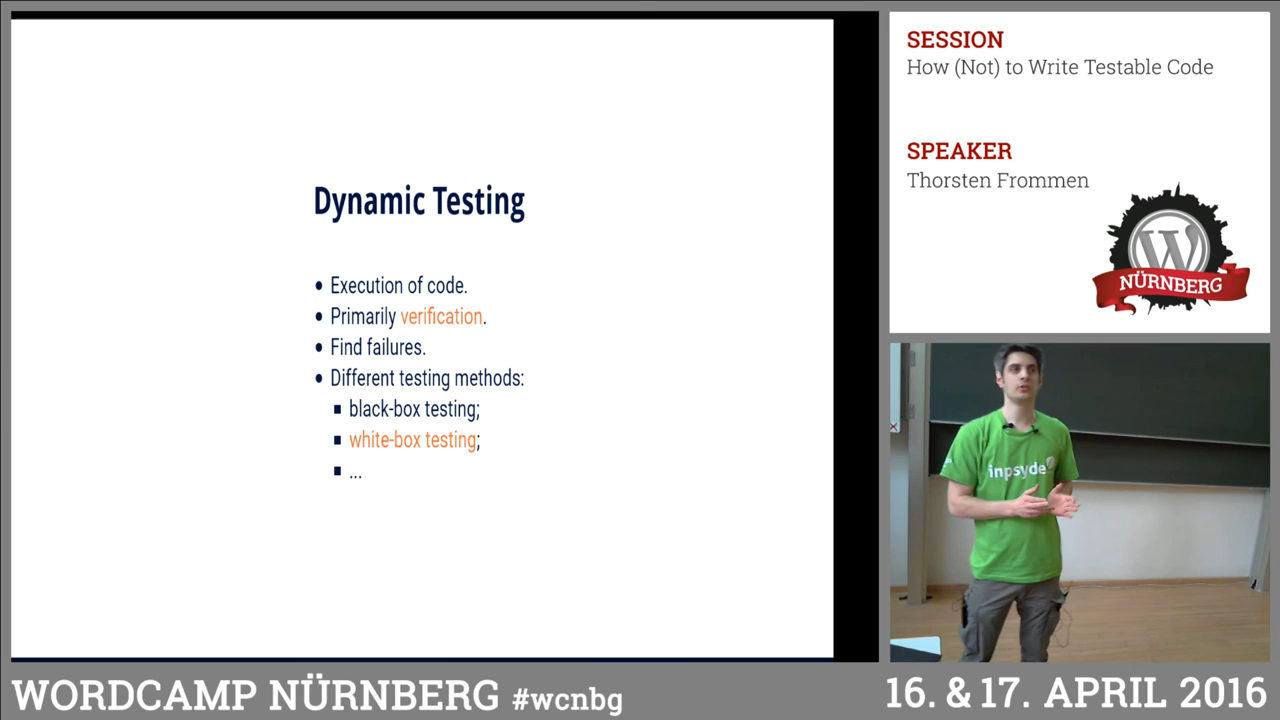 Dynamic Testing
• Execution of code.
• Primarily verification.
• Find failures.
• Different testing methods:
▪ black-box testing;
▪ white-box testing;
▪ ...
SESSION
How (Not) to Write Testable Code
SPEAKER
Thorsten Frommen
W
NÜRNBERG
inpsyde
WORDCAMP NÜRNBERG #wcnbg
16. & 17. APRIL 2016